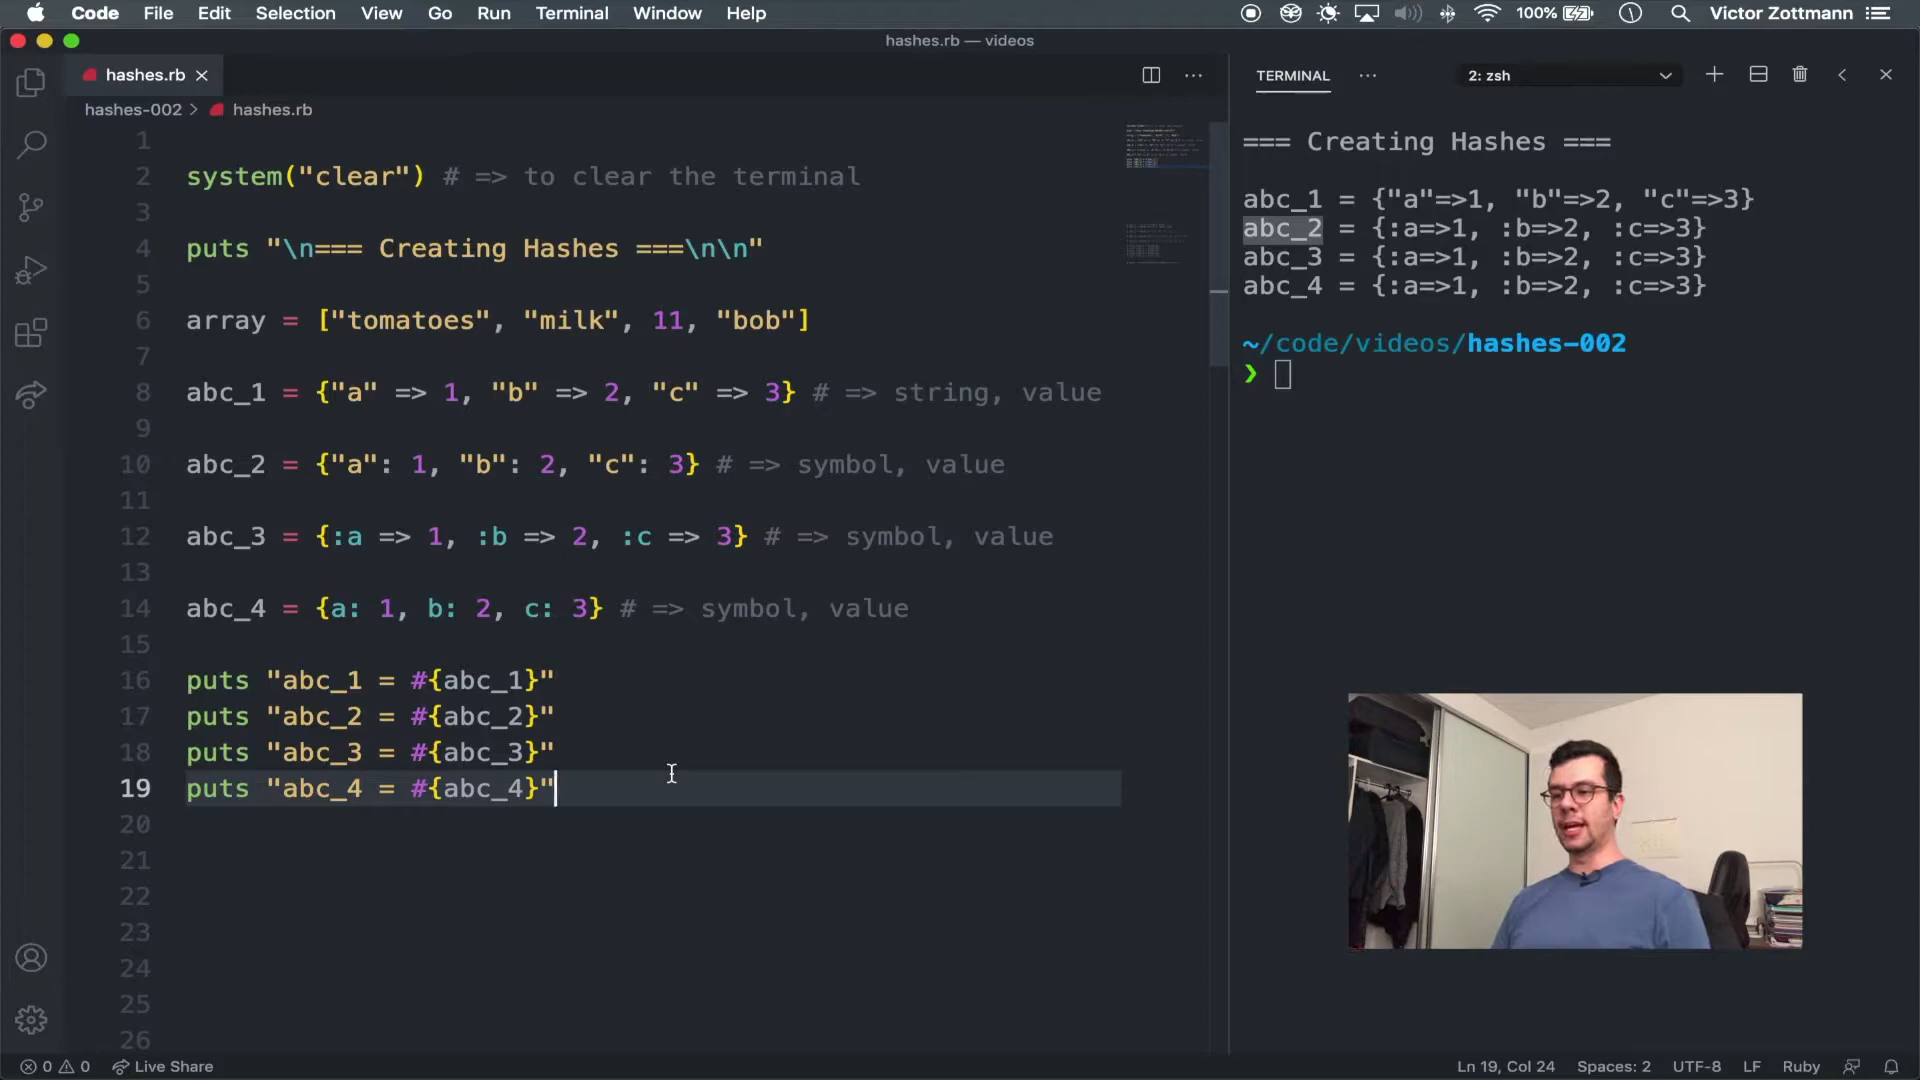 Code File Edit Selection View Go Run Terminal Window Help 100% Victor Zottmann
hashes.rb — videos
hashes.rb
hashes-002 > hashes.rb
1
2 system("clear") # => to clear the terminal
3
4 puts "\n=== Creating Hashes ===\n\n"
5
6 array = ["tomatoes", "milk", 11, "bob"]
7
8 abc_1 = {"a" => 1, "b" => 2, "c" => 3} # => string, value
9
10 abc_2 = {"a": 1, "b": 2, "c": 3} # => symbol, value
11
12 abc_3 = {:a => 1, :b => 2, :c => 3} # => symbol, value
13
14 abc_4 = {a: 1, b: 2, c: 3} # => symbol, value
15
16 puts "abc_1 = #{abc_1}"
17 puts "abc_2 = #{abc_2}"
18 puts "abc_3 = #{abc_3}"
19 puts "abc_4 = #{abc_4}"
20
21
22
23
24
25
26
TERMINAL 2: zsh
=== Creating Hashes ===
abc_1 = {"a"=>1, "b"=>2, "c"=>3}
abc_2 = {:a=>1, :b=>2, :c=>3}
abc_3 = {:a=>1, :b=>2, :c=>3}
abc_4 = {:a=>1, :b=>2, :c=>3}
~/code/videos/hashes-002
❯
0 0 Live Share Ln 19, Col 24 Spaces: 2 UTF-8 LF Ruby